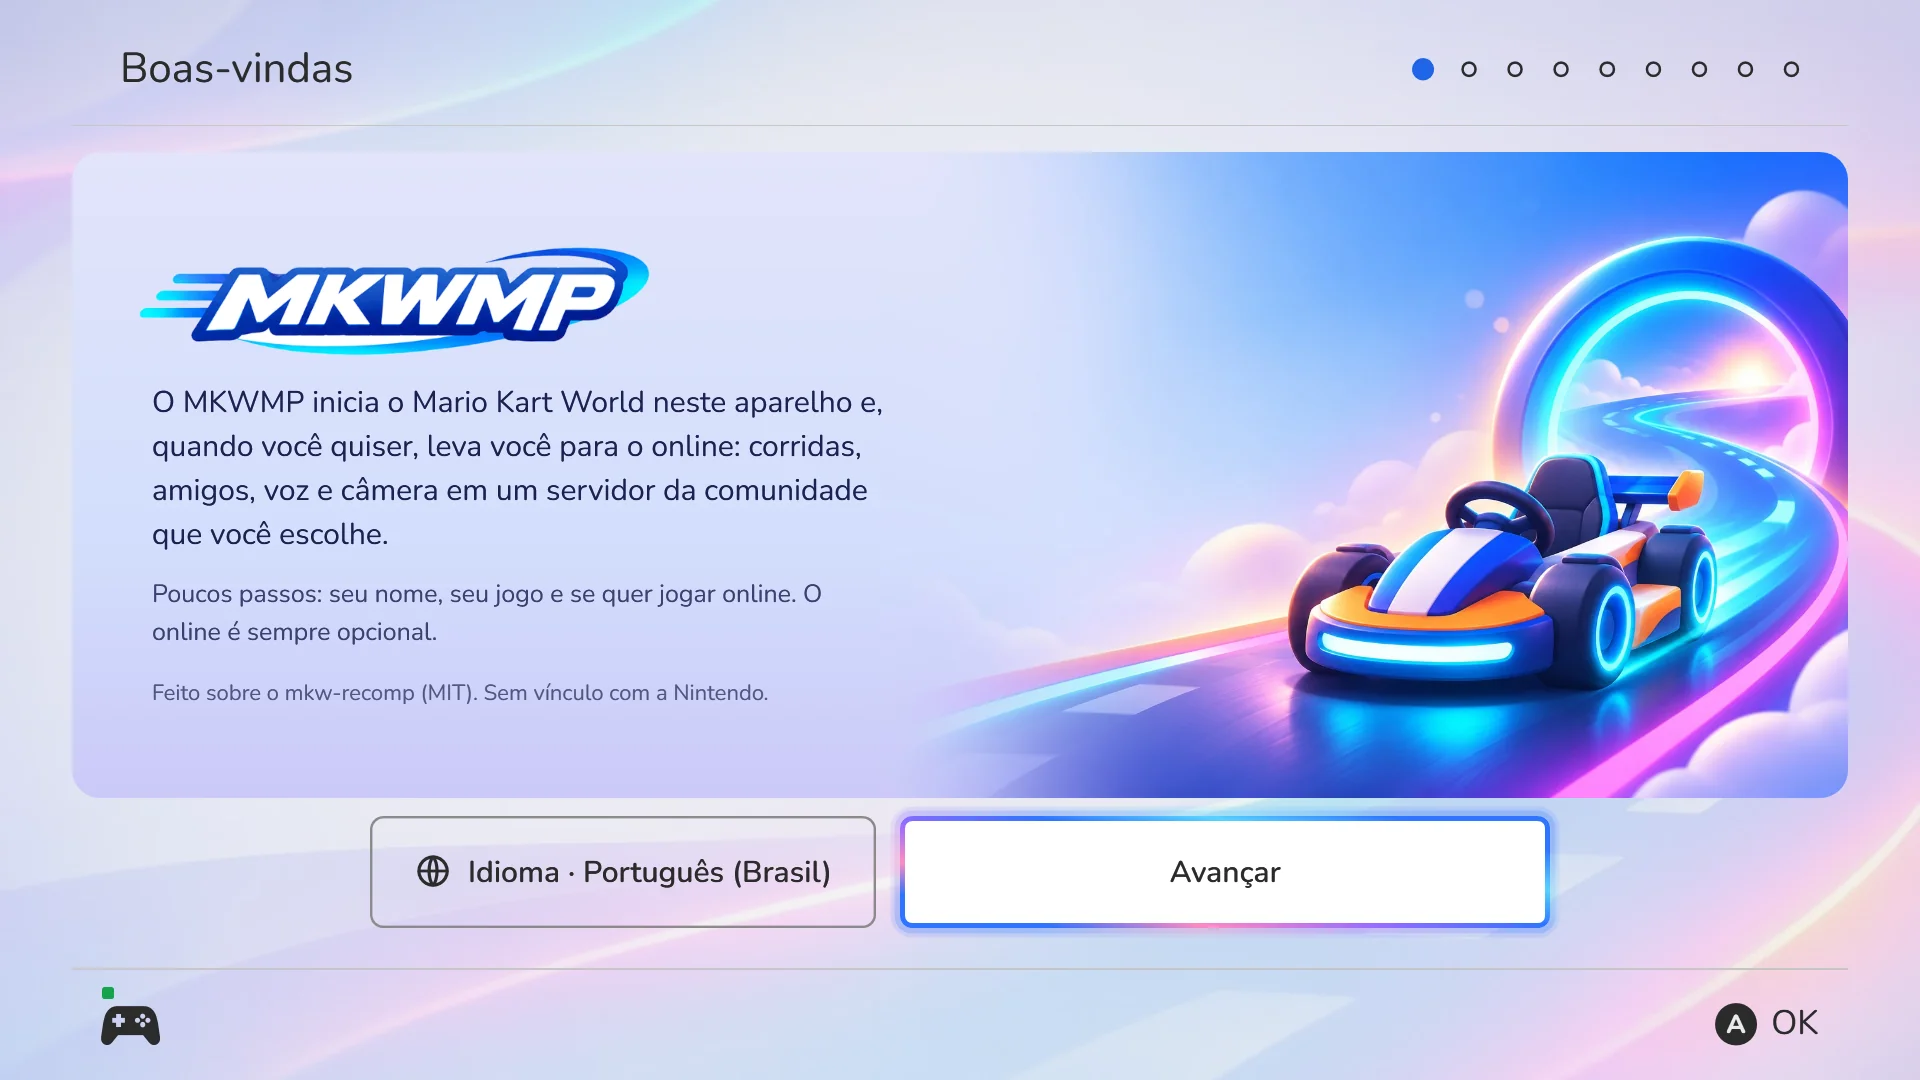 Boas-vindas
MKWMP
O MKWMP inicia o Mario Kart World neste aparelho e,
quando você quiser, leva você para o online: corridas,
amigos, voz e câmera em um servidor da comunidade
que você escolhe.
Poucos passos: seu nome, seu jogo e se quer jogar online. O
online é sempre opcional.
Feito sobre o mkw-recomp (MIT). Sem vínculo com a Nintendo.
Idioma · Português (Brasil)
Avançar
A OK